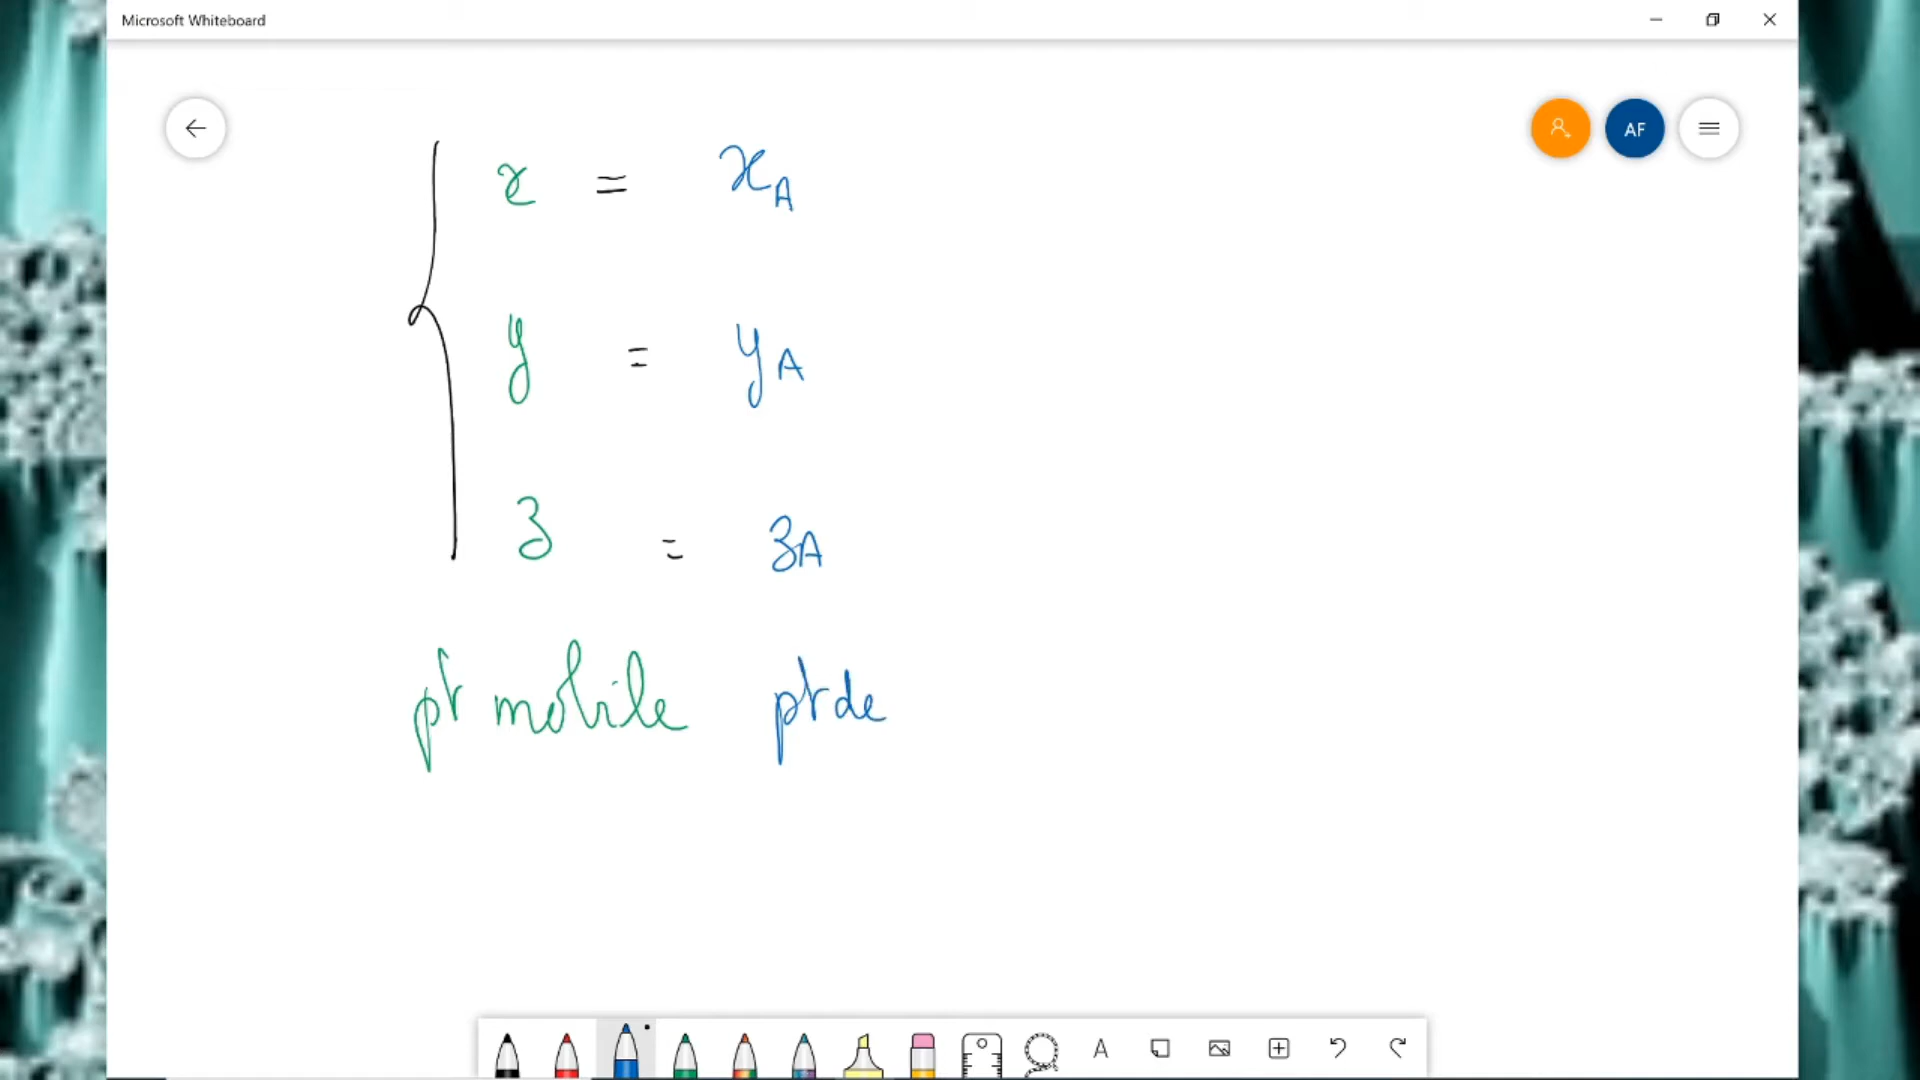 Microsoft Whiteboard
AF
x = x_A
y = y_A
z = z_A
pt mobile pt de
A